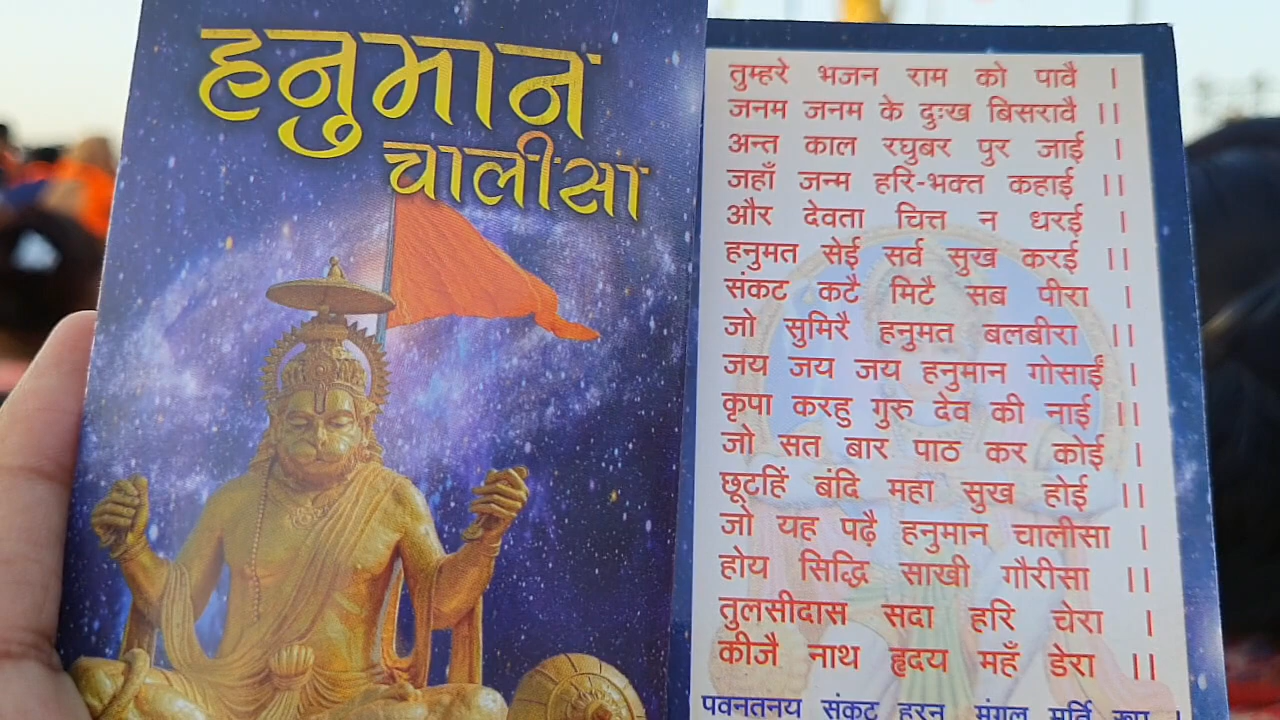 हनुमान
चालीसा
तुम्हरे भजन राम को पावै ।
जनम जनम के दुःख बिसरावै ।।
अन्त काल रघुबर पुर जाई ।
जहाँ जन्म हरि-भक्त कहाई ।।
और देवता चित्त न धरई ।
हनुमत सेई सर्व सुख करई ।।
संकट कटै मिटै सब पीरा ।
जो सुमिरै हनुमत बलबीरा ।।
जय जय जय हनुमान गोसाईं ।
कृपा करहु गुरु देव की नाई ।।
जो सत बार पाठ कर कोई ।
छूटहिं बंदि महा सुख होई ।।
जो यह पढ़ै हनुमान चालीसा ।
होय सिद्धि साखी गौरीसा ।।
तुलसीदास सदा हरि चेरा ।
कीजै नाथ हृदय महँ डेरा ।।
पवनतनय संकट हरन, मंगल मूर्ति रूप ।